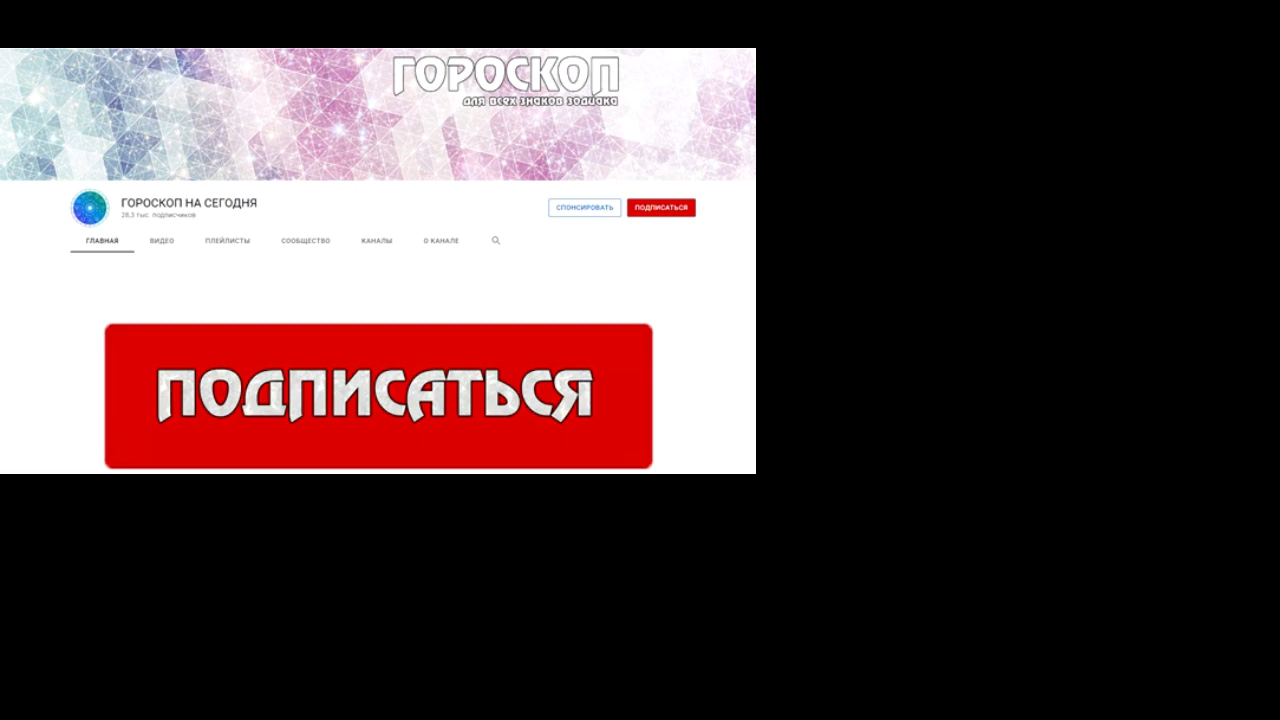 ГОРОСКОП
для всех знаков зодиака
ГОРОСКОП НА СЕГОДНЯ
28,3 тыс. подписчиков
СПОНСИРОВАТЬ
ПОДПИСАТЬСЯ
ГЛАВНАЯ ВИДЕО ПЛЕЙЛИСТЫ СООБЩЕСТВО КАНАЛЫ О КАНАЛЕ
ПОДПИСАТЬСЯ